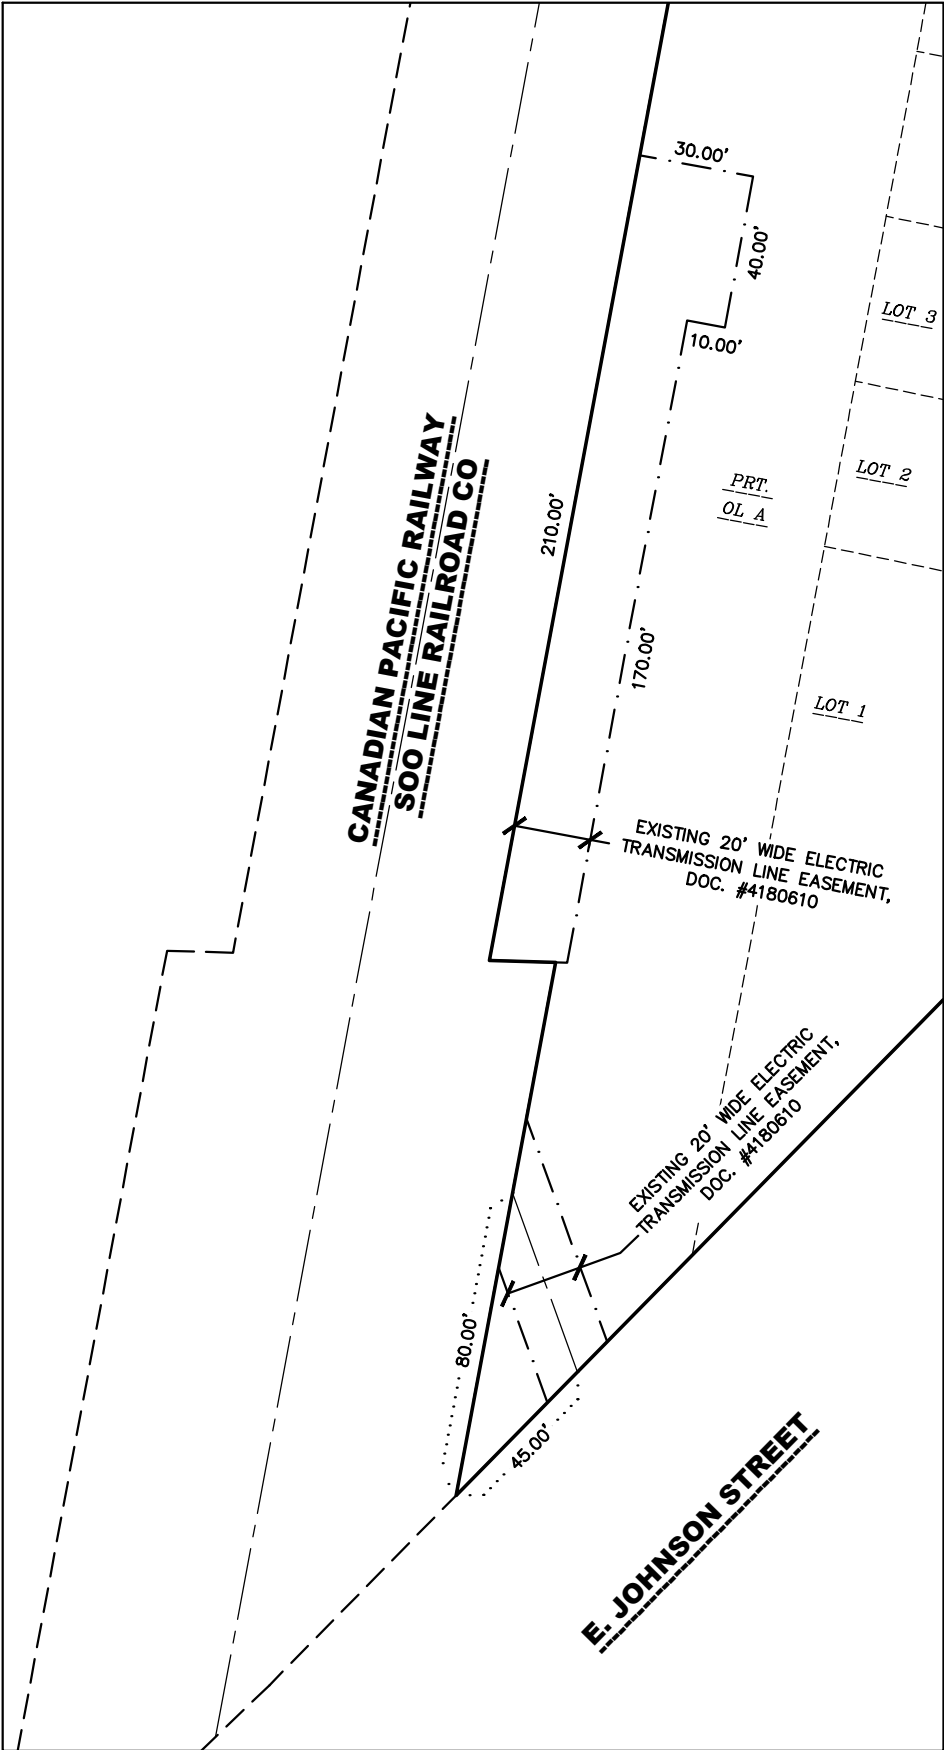 30.00'
40.00'
10.00'
LOT 3
CANADIAN PACIFIC RAILWAY
SOO LINE RAILROAD CO
210.00'
PRT.
OL A
LOT 2
170.00'
LOT 1
EXISTING 20' WIDE ELECTRIC
TRANSMISSION LINE EASEMENT,
DOC. #4180610
EXISTING 20' WIDE ELECTRIC
TRANSMISSION LINE EASEMENT,
DOC. #4180610
80.00'
45.00'
E. JOHNSON STREET